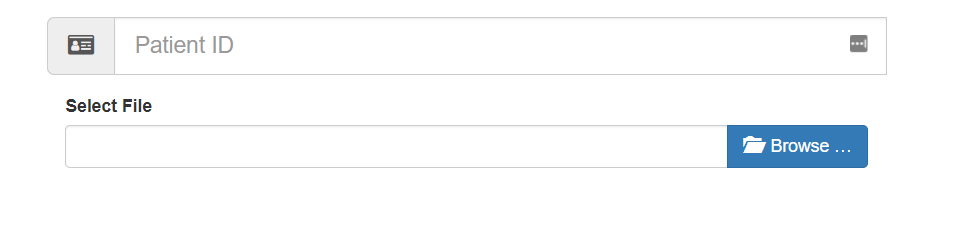 Patient ID
Select File
Browse …